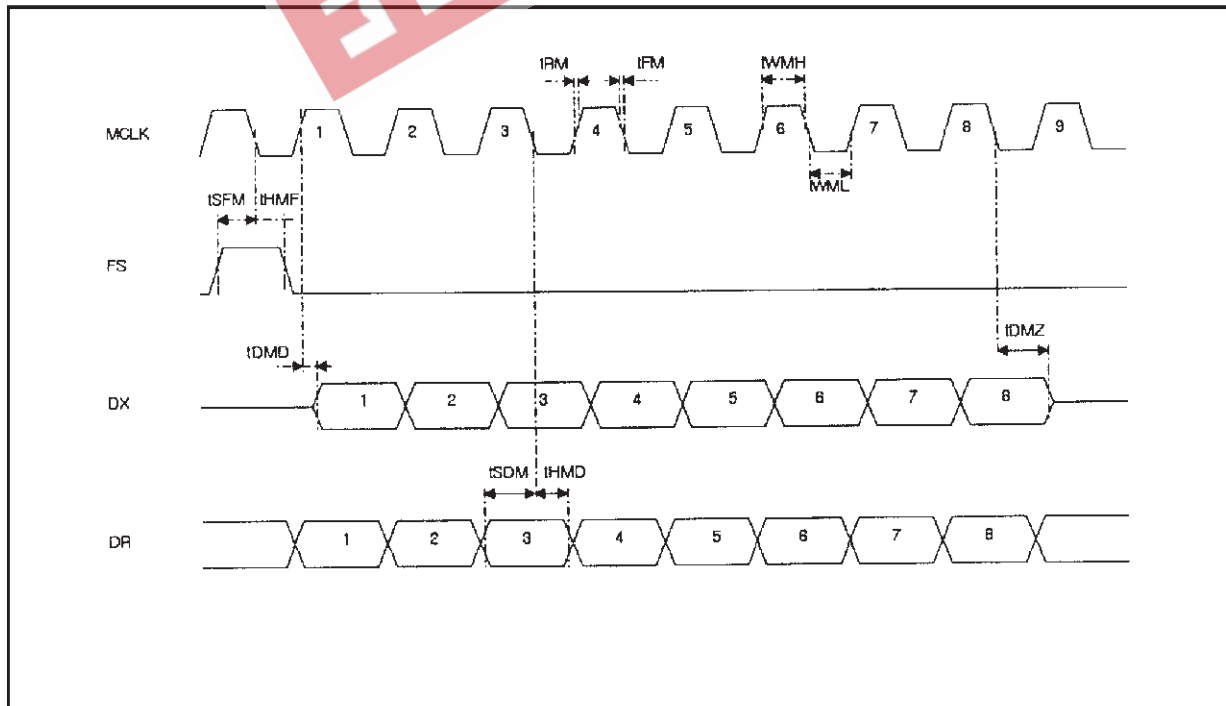 tRM tFM tWMH
MCLK 1 2 3 4 5 6 7 8 9
tWML
tSFM tHMF
FS
tDMD tDMZ
DX 1 2 3 4 5 6 7 8
tSDM tHMD
DR 1 2 3 4 5 6 7 8